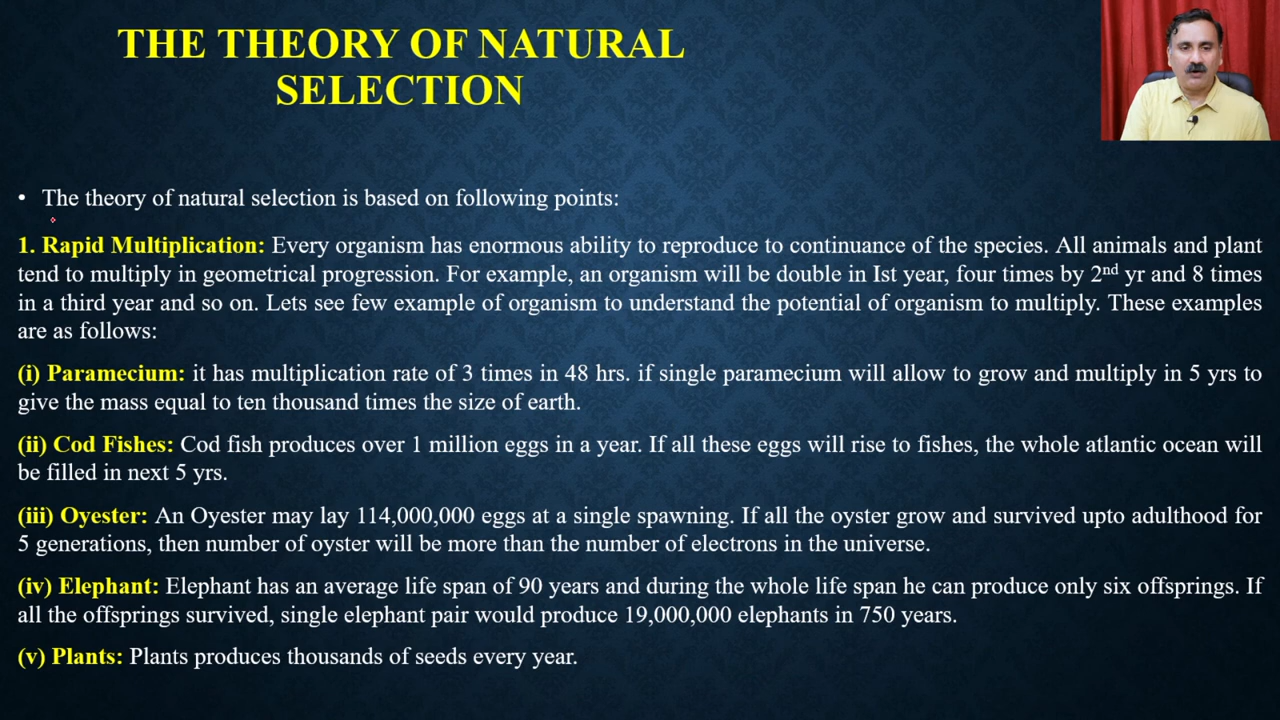 THE THEORY OF NATURAL
SELECTION
• The theory of natural selection is based on following points:
1. Rapid Multiplication: Every organism has enormous ability to reproduce to continuance of the species. All animals and plant
tend to multiply in geometrical progression. For example, an organism will be double in Ist year, four times by 2nd yr and 8 times
in a third year and so on. Lets see few example of organism to understand the potential of organism to multiply. These examples
are as follows:
(i) Paramecium: it has multiplication rate of 3 times in 48 hrs. if single paramecium will allow to grow and multiply in 5 yrs to
give the mass equal to ten thousand times the size of earth.
(ii) Cod Fishes: Cod fish produces over 1 million eggs in a year. If all these eggs will rise to fishes, the whole atlantic ocean will
be filled in next 5 yrs.
(iii) Oyester: An Oyester may lay 114,000,000 eggs at a single spawning. If all the oyster grow and survived upto adulthood for
5 generations, then number of oyster will be more than the number of electrons in the universe.
(iv) Elephant: Elephant has an average life span of 90 years and during the whole life span he can produce only six offsprings. If
all the offsprings survived, single elephant pair would produce 19,000,000 elephants in 750 years.
(v) Plants: Plants produces thousands of seeds every year.